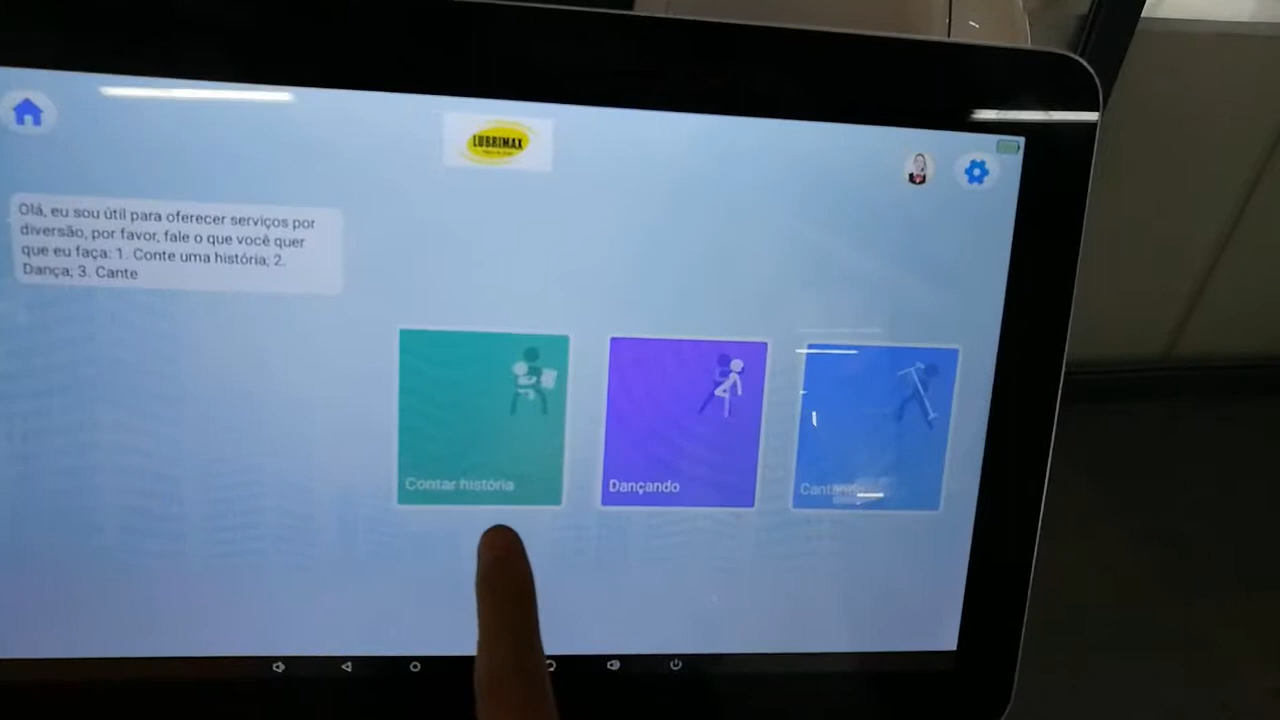 LUBRIMAX
Olá, eu sou útil para oferecer serviços por
diversão, por favor, fale o que você quer
que eu faça: 1. Conte uma história; 2.
Dança; 3. Cante
Contar história
Dançando